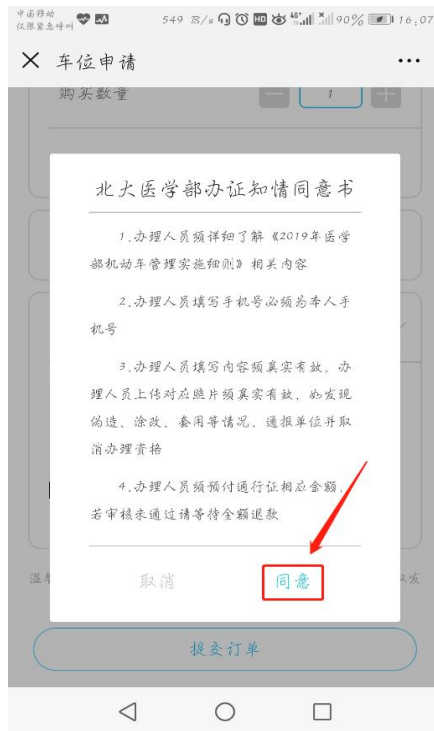 中国移动
仅限紧急呼叫
549 B/s HD 46 90% 16:07
车位申请
购买数量 1
北大医学部办证知情同意书
1.办理人员须详细了解《2019年医学
部机动车管理实施细则》相关内容
2.办理人员填写手机号必须为本人手
机号
3.办理人员填写内容须真实有效、办
理人员上传对应照片须真实有效，如发现
伪造、涂改、套用等情况，通报单位并取
消办理资格
4.办理人员须预付通行证相应金额，
若审核未通过请等待全额退款
取消 同意
温
发
提交订单